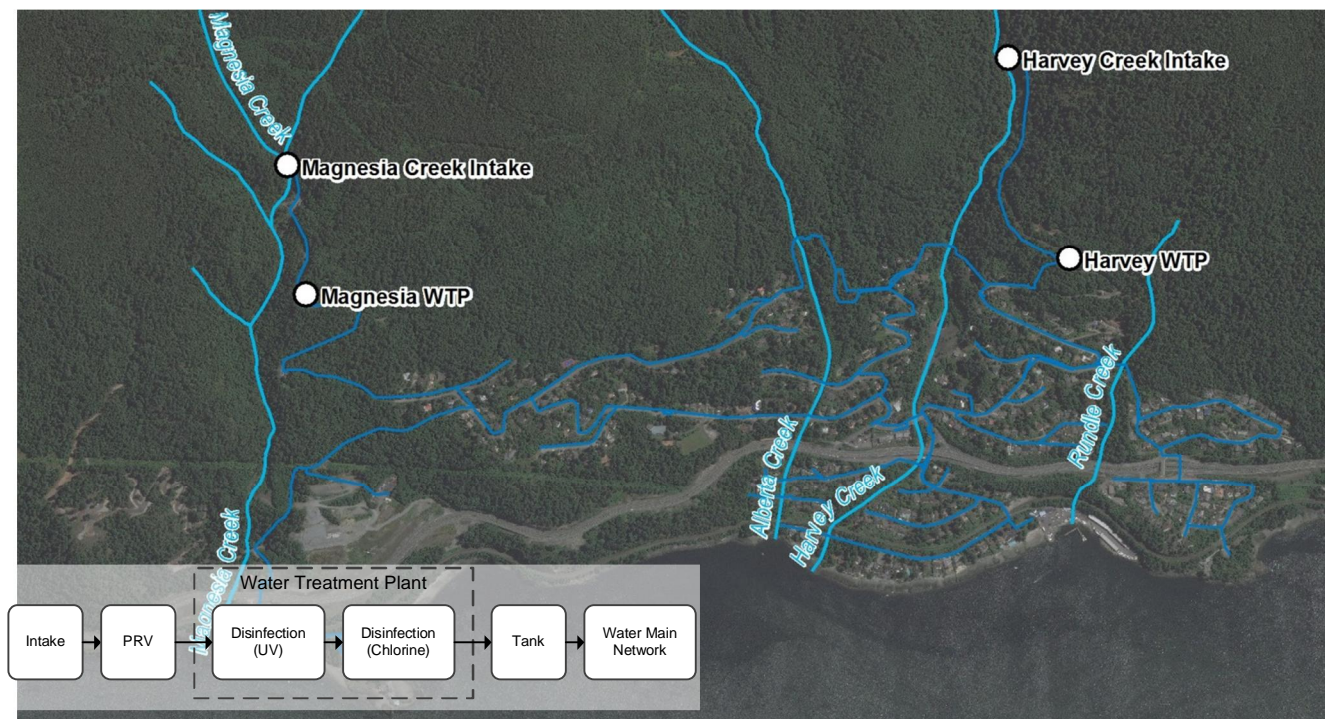 Magnesia Creek
Harvey Creek Intake
Magnesia Creek Intake
Harvey WTP
Magnesia WTP
Rundle Creek
Alberta Creek
Harvey Creek
Magnesia Creek
Water Treatment Plant
Intake
PRV
Disinfection
(UV)
Disinfection
(Chlorine)
Tank
Water Main
Network